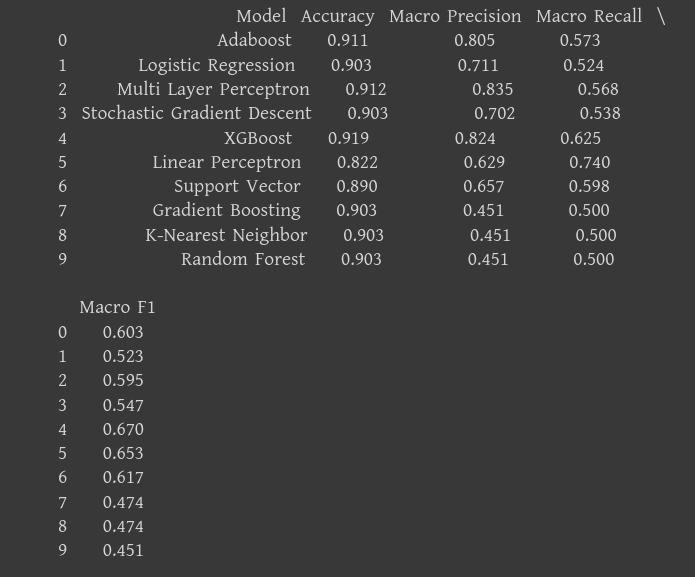 Model Accuracy Macro Precision Macro Recall \
0 Adaboost 0.911 0.805 0.573
1 Logistic Regression 0.903 0.711 0.524
2 Multi Layer Perceptron 0.912 0.835 0.568
3 Stochastic Gradient Descent 0.903 0.702 0.538
4 XGBoost 0.919 0.824 0.625
5 Linear Perceptron 0.822 0.629 0.740
6 Support Vector 0.890 0.657 0.598
7 Gradient Boosting 0.903 0.451 0.500
8 K-Nearest Neighbor 0.903 0.451 0.500
9 Random Forest 0.903 0.451 0.500
Macro F1
0 0.603
1 0.523
2 0.595
3 0.547
4 0.670
5 0.653
6 0.617
7 0.474
8 0.474
9 0.451